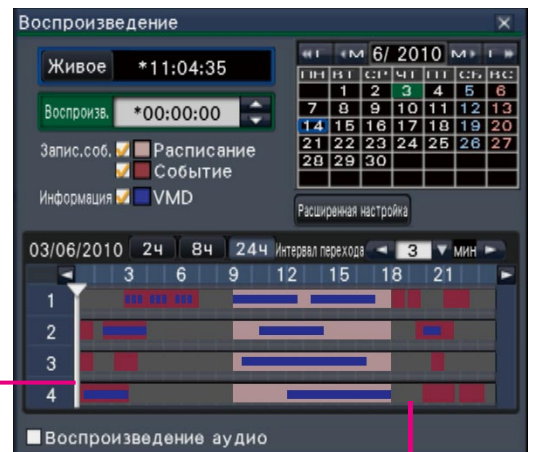 Воспроизведение
Живое *11:04:35
Воспроизв. *00:00:00
Запис.соб. Расписание
Событие
Информация VMD
М 6/ 2010 М
ПН ВТ СР ЧТ ПТ СБ ВС
1 2 3 4 5 6
7 8 9 10 11 12 13
14 15 16 17 18 19 20
21 22 23 24 25 26 27
28 29 30
Расширенная настройка
03/06/2010 2ч 8ч 24ч Интервал перехода 3 мин
3 6 9 12 15 18 21
1
2
3
4
Воспроизведение аудио